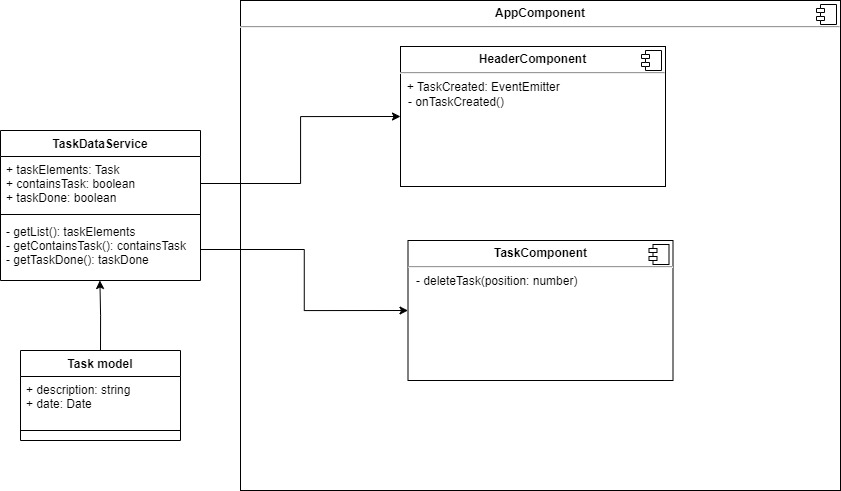 AppComponent
HeaderComponent
+ TaskCreated: EventEmitter
- onTaskCreated()
TaskDataService
+ taskElements: Task
+ containsTask: boolean
+ taskDone: boolean
- getList(): taskElements
- getContainsTask(): containsTask
- getTaskDone(): taskDone
TaskComponent
- deleteTask(position: number)
Task model
+ description: string
+ date: Date